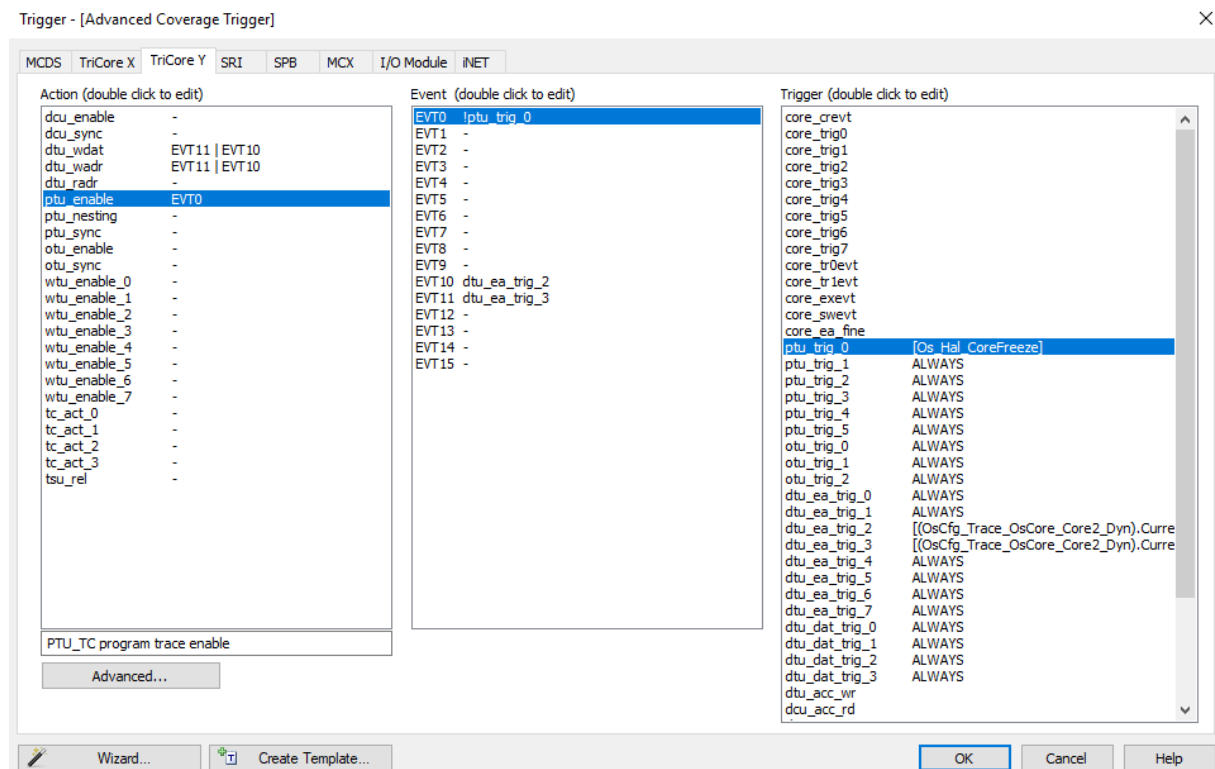 Trigger - [Advanced Coverage Trigger]
MCDS TriCore X TriCore Y SRI SPB MCX I/O Module iNET
Action (double click to edit)
dcu_enable -
dcu_sync -
dtu_wdat EVT11 | EVT10
dtu_wadr EVT11 | EVT10
dtu_radr -
ptu_enable EVT0
ptu_nesting -
ptu_sync -
otu_enable -
otu_sync -
wtu_enable_0 -
wtu_enable_1 -
wtu_enable_2 -
wtu_enable_3 -
wtu_enable_4 -
wtu_enable_5 -
wtu_enable_6 -
wtu_enable_7 -
tc_act_0 -
tc_act_1 -
tc_act_2 -
tc_act_3 -
tsu_rel -
PTU_TC program trace enable
Advanced...
Event (double click to edit)
EVT0 !ptu_trig_0
EVT1 -
EVT2 -
EVT3 -
EVT4 -
EVT5 -
EVT6 -
EVT7 -
EVT8 -
EVT9 -
EVT10 dtu_ea_trig_2
EVT11 dtu_ea_trig_3
EVT12 -
EVT13 -
EVT14 -
EVT15 -
Trigger (double click to edit)
core_crevt
core_trig0
core_trig1
core_trig2
core_trig3
core_trig4
core_trig5
core_trig6
core_trig7
core_tr0evt
core_tr1evt
core_exevt
core_swevt
core_ea_fine
ptu_trig_0 [Os_Hal_CoreFreeze]
ptu_trig_1 ALWAYS
ptu_trig_2 ALWAYS
ptu_trig_3 ALWAYS
ptu_trig_4 ALWAYS
ptu_trig_5 ALWAYS
otu_trig_0 ALWAYS
otu_trig_1 ALWAYS
otu_trig_2 ALWAYS
dtu_ea_trig_0 ALWAYS
dtu_ea_trig_1 ALWAYS
dtu_ea_trig_2 [(OsCfg_Trace_OsCore_Core2_Dyn).Curre
dtu_ea_trig_3 [(OsCfg_Trace_OsCore_Core2_Dyn).Curre
dtu_ea_trig_4 ALWAYS
dtu_ea_trig_5 ALWAYS
dtu_ea_trig_6 ALWAYS
dtu_ea_trig_7 ALWAYS
dtu_dat_trig_0 ALWAYS
dtu_dat_trig_1 ALWAYS
dtu_dat_trig_2 ALWAYS
dtu_dat_trig_3 ALWAYS
dtu_acc_wr
dcu_acc_rd
Wizard... Create Template... OK Cancel Help